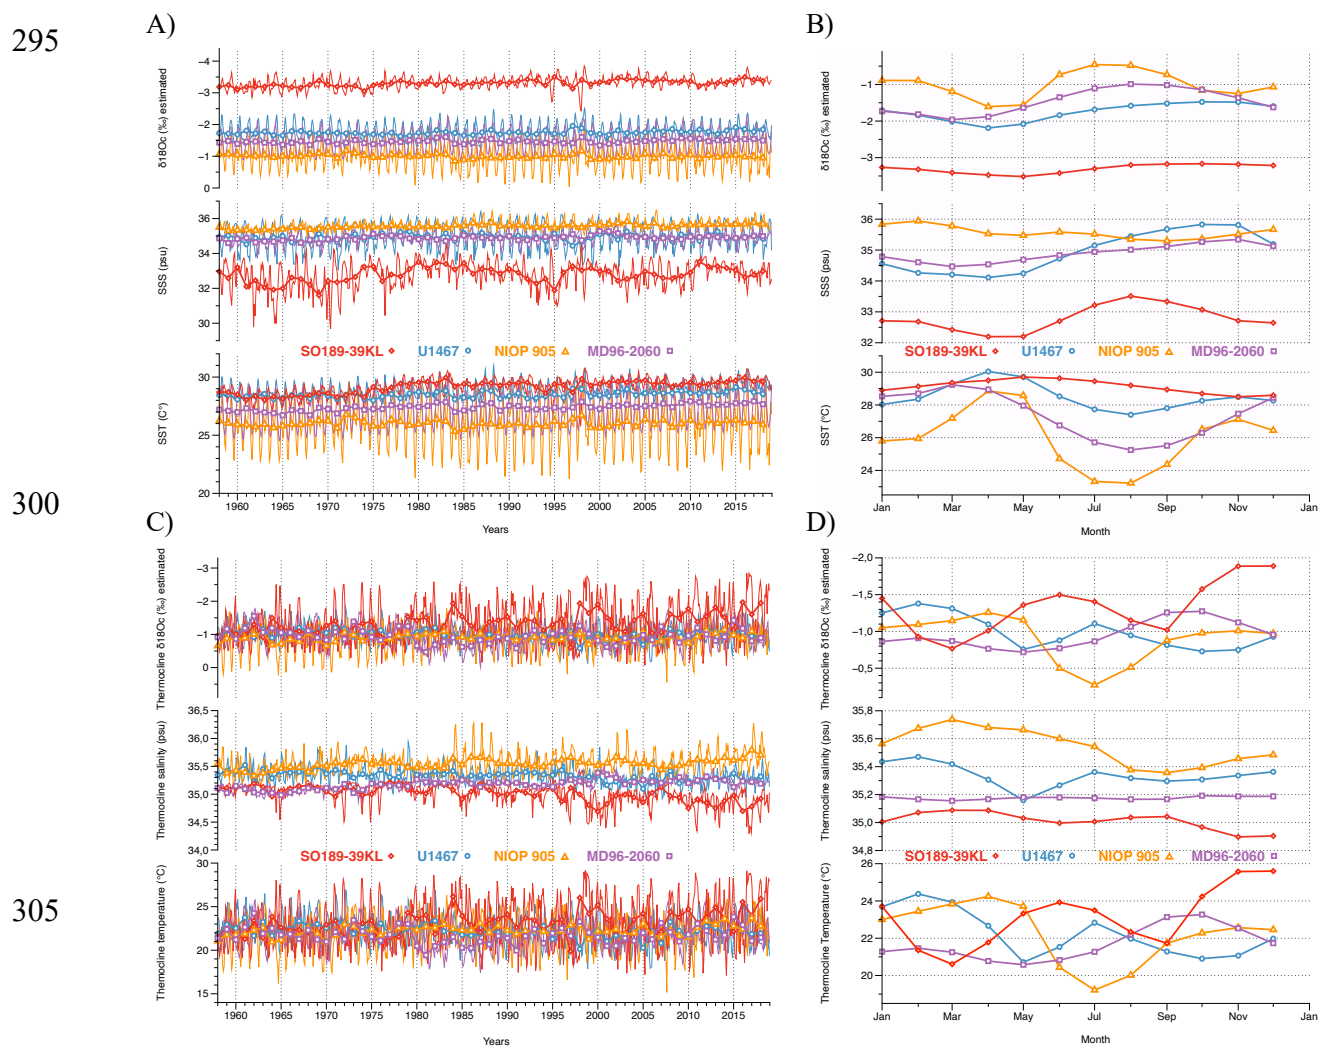 A)
B)
295
−4
−3
−2
−1
0
δ18Oc (‰) estimated
−1
−2
−3
δ18Oc (‰) estimated
36
34
32
30
SSS (psu)
36
35
34
33
32
SSS (psu)
SO189-39KL U1467 NIOP 905 MD96-2060
SO189-39KL U1467 NIOP 905 MD96-2060
30
25
20
SST (C°)
30
28
26
24
SST (°C)
1960 1965 1970 1975 1980 1985 1990 1995 2000 2005 2010 2015
Years
Jan Mar May Jul Sep Nov Jan
Month
300
C)
D)
−3
−2
−1
0
Thermocline δ18Oc (‰) estimated
−2,0
−1,5
−1,0
−0,5
Thermocline δ18Oc (‰) estimated
36,5
36,0
35,5
35,0
34,5
34,0
Thermocline salinity (psu)
35,8
35,6
35,4
35,2
35,0
34,8
Thermocline salinity (psu)
SO189-39KL U1467 NIOP 905 MD96-2060
SO189-39KL U1467 NIOP 905 MD96-2060
305
30
25
20
15
Thermocline temperature (°C)
26
24
22
20
Thermocline Temperature (°C)
1960 1965 1970 1975 1980 1985 1990 1995 2000 2005 2010 2015
Years
Jan Mar May Jul Sep Nov Jan
Month